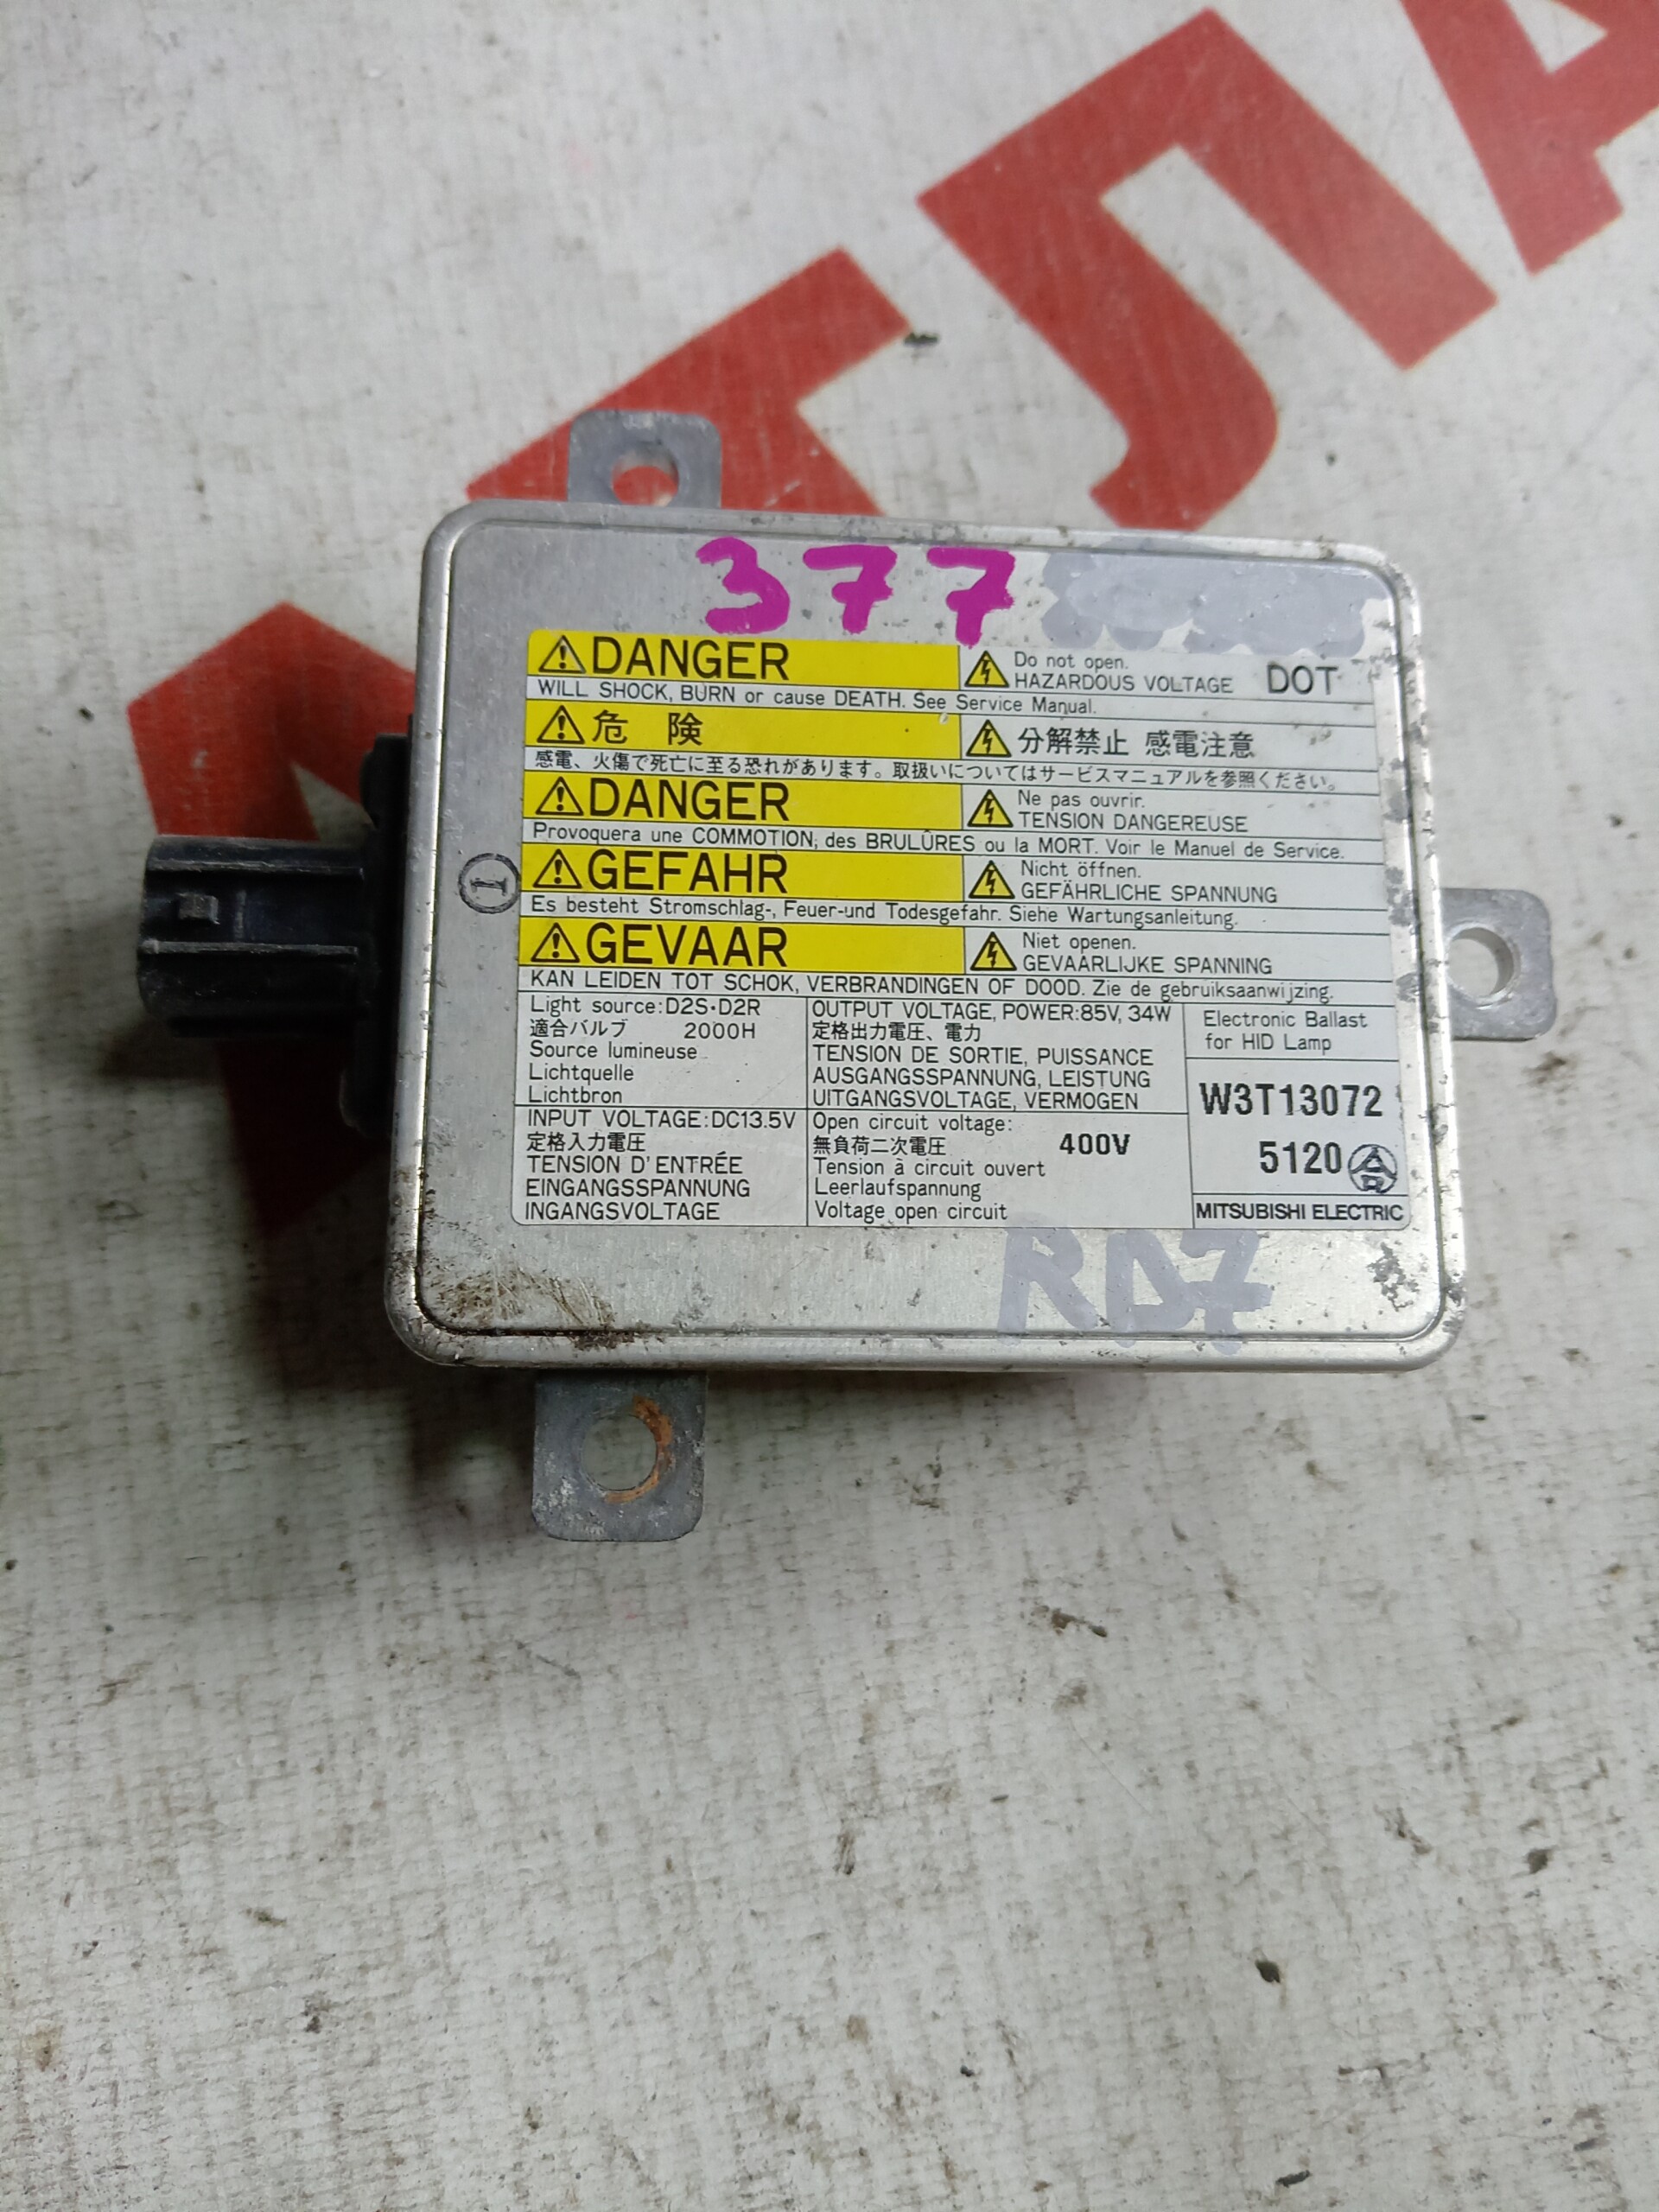 АТЛА
377
DANGER
Do not open.
HAZARDOUS VOLTAGE
DOT
WILL SHOCK, BURN or cause DEATH. See Service Manual.
危 険
分解禁止 感電注意
感電、火傷で死亡に至る恐れがあります。取扱いについてはサービスマニュアルを参照ください。
DANGER
Ne pas ouvrir.
TENSION DANGEREUSE
Provoquera une COMMOTION, des BRULÛRES ou la MORT. Voir le Manuel de Service.
GEFAHR
Nicht öffnen.
GEFÄHRLICHE SPANNUNG
Es besteht Stromschlag-, Feuer-und Todesgefahr. Siehe Wartungsanleitung.
GEVAAR
Niet openen.
GEVAARLIJKE SPANNING
KAN LEIDEN TOT SCHOK, VERBRANDINGEN OF DOOD. Zie de gebruiksaanwijzing.
Light source:D2S·D2R
適合バルブ 2000H
Source lumineuse
Lichtquelle
Lichtbron
OUTPUT VOLTAGE, POWER:85V, 34W
定格出力電圧、電力
TENSION DE SORTIE, PUISSANCE
AUSGANGSSPANNUNG, LEISTUNG
UITGANGSVOLTAGE, VERMOGEN
Electronic Ballast
for HID Lamp
W3T13072
5120 合
MITSUBISHI ELECTRIC
INPUT VOLTAGE:DC13.5V
定格入力電圧
TENSION D'ENTRÉE
EINGANGSSPANNUNG
INGANGSVOLTAGE
Open circuit voltage:
無負荷二次電圧 400V
Tension à circuit ouvert
Leerlaufspannung
Voltage open circuit
1
RD7